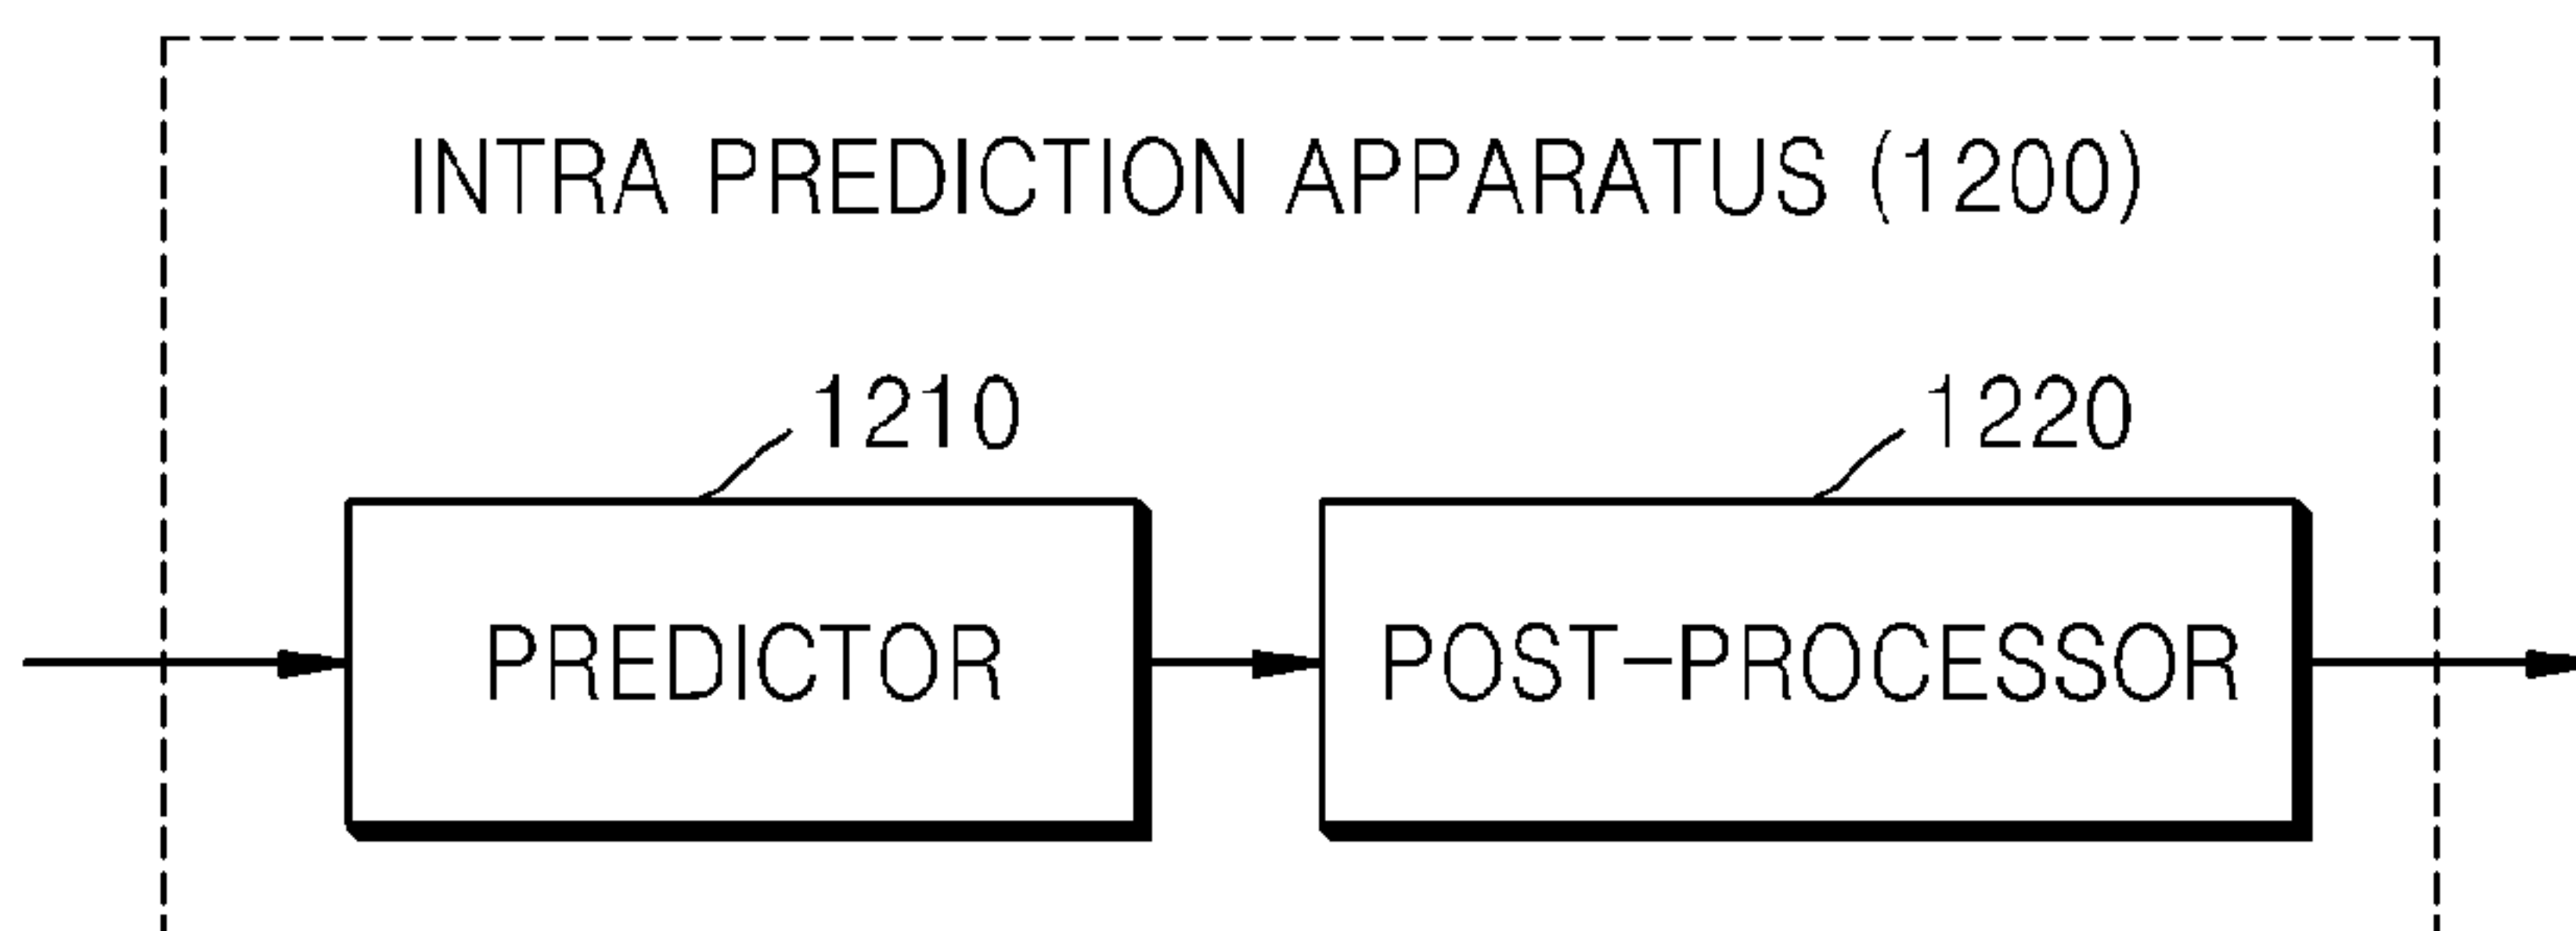 INTRA PREDICTION APPARATUS (1200)
1210
1220
PREDICTOR
POST-PROCESSOR